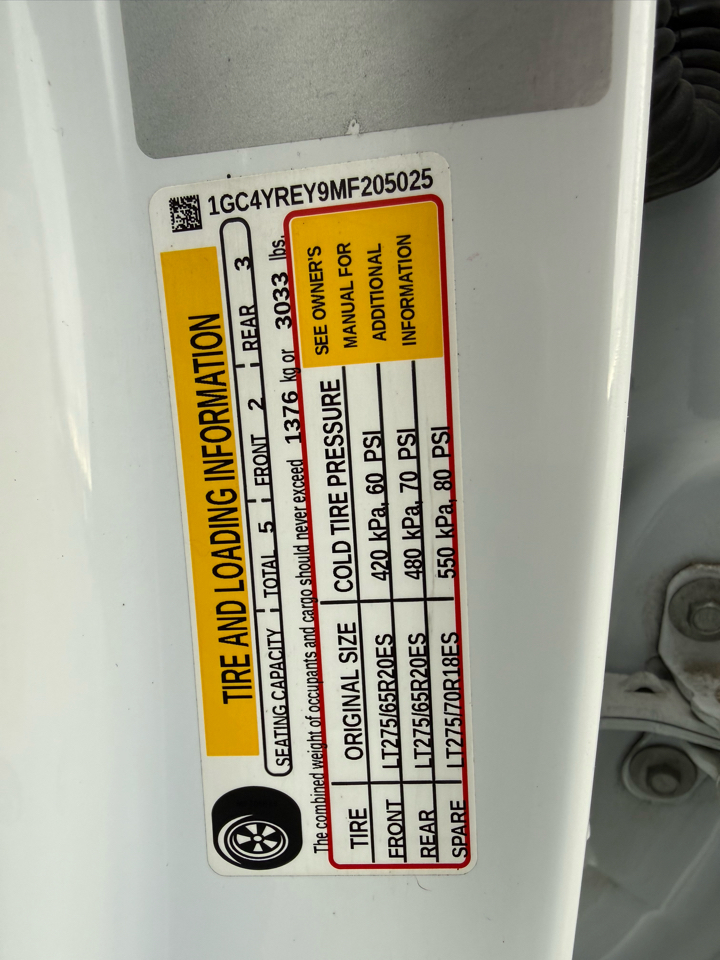 1GC4YREY9MF205025
TIRE AND LOADING INFORMATION
SEATING CAPACITY TOTAL 5 FRONT 2 REAR 3
The combined weight of occupants and cargo should never exceed 1376 kg or 3033 lbs.
TIRE ORIGINAL SIZE COLD TIRE PRESSURE
FRONT LT275/65R20ES 420 kPa, 60 PSI
REAR LT275/65R20ES 480 kPa, 70 PSI
SPARE LT275/70R18ES 550 kPa, 80 PSI
SEE OWNER'S
MANUAL FOR
ADDITIONAL
INFORMATION